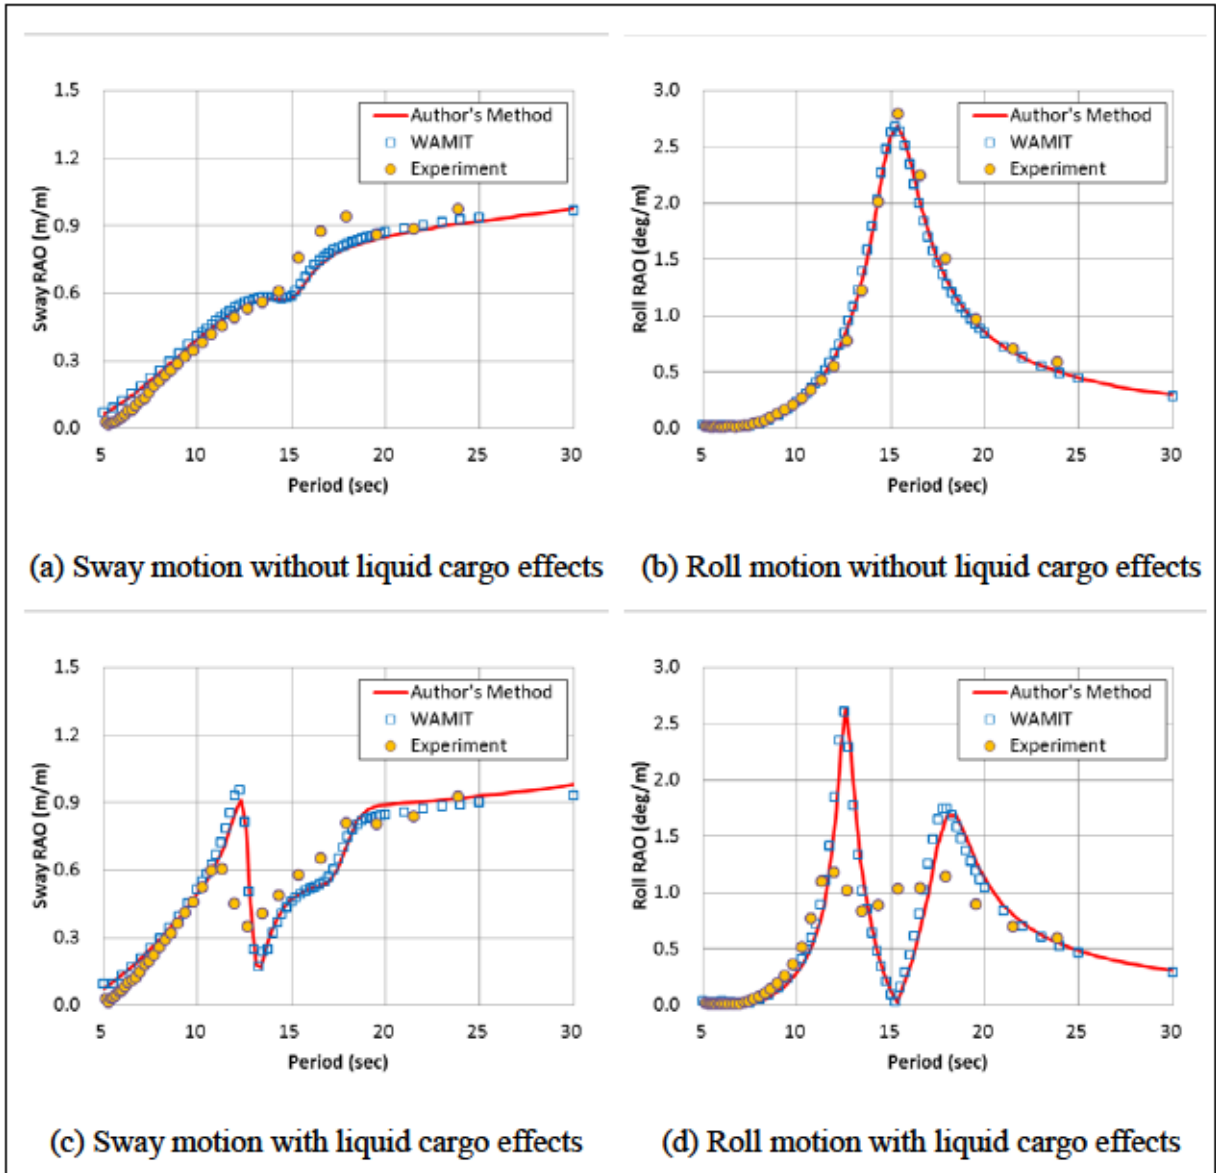 1.5
1.2
0.9
0.6
0.3
0.0
Sway RAO (m/m)
Author's Method
WAMIT
Experiment
5 10 15 20 25 30
Period (sec)
(a) Sway motion without liquid cargo effects
3.0
2.5
2.0
1.5
1.0
0.5
0.0
Roll RAO (deg/m)
Author's Method
WAMIT
Experiment
5 10 15 20 25 30
Period (sec)
(b) Roll motion without liquid cargo effects
1.5
1.2
0.9
0.6
0.3
0.0
Sway RAO (m/m)
Author's Method
WAMIT
Experiment
5 10 15 20 25 30
Period (sec)
(c) Sway motion with liquid cargo effects
3.0
2.5
2.0
1.5
1.0
0.5
0.0
Roll RAO (deg/m)
Author's Method
WAMIT
Experiment
5 10 15 20 25 30
Period (sec)
(d) Roll motion with liquid cargo effects